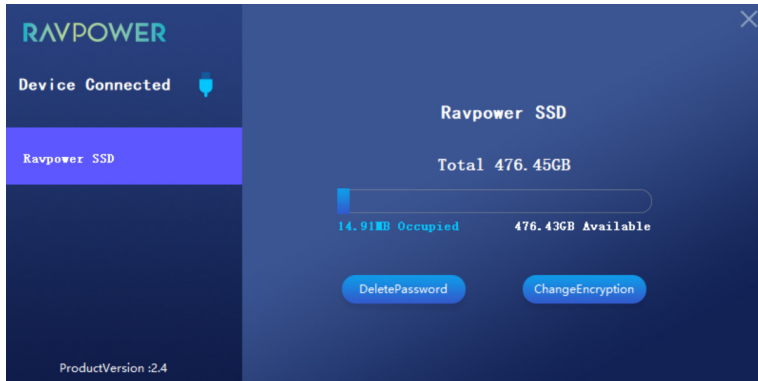 RAVPOWER
Device Connected
Ravpower SSD
ProductVersion :2.4
Ravpower SSD
Total 476.45GB
14.91MB Occupied
476.43GB Available
DeletePassword
ChangeEncryption